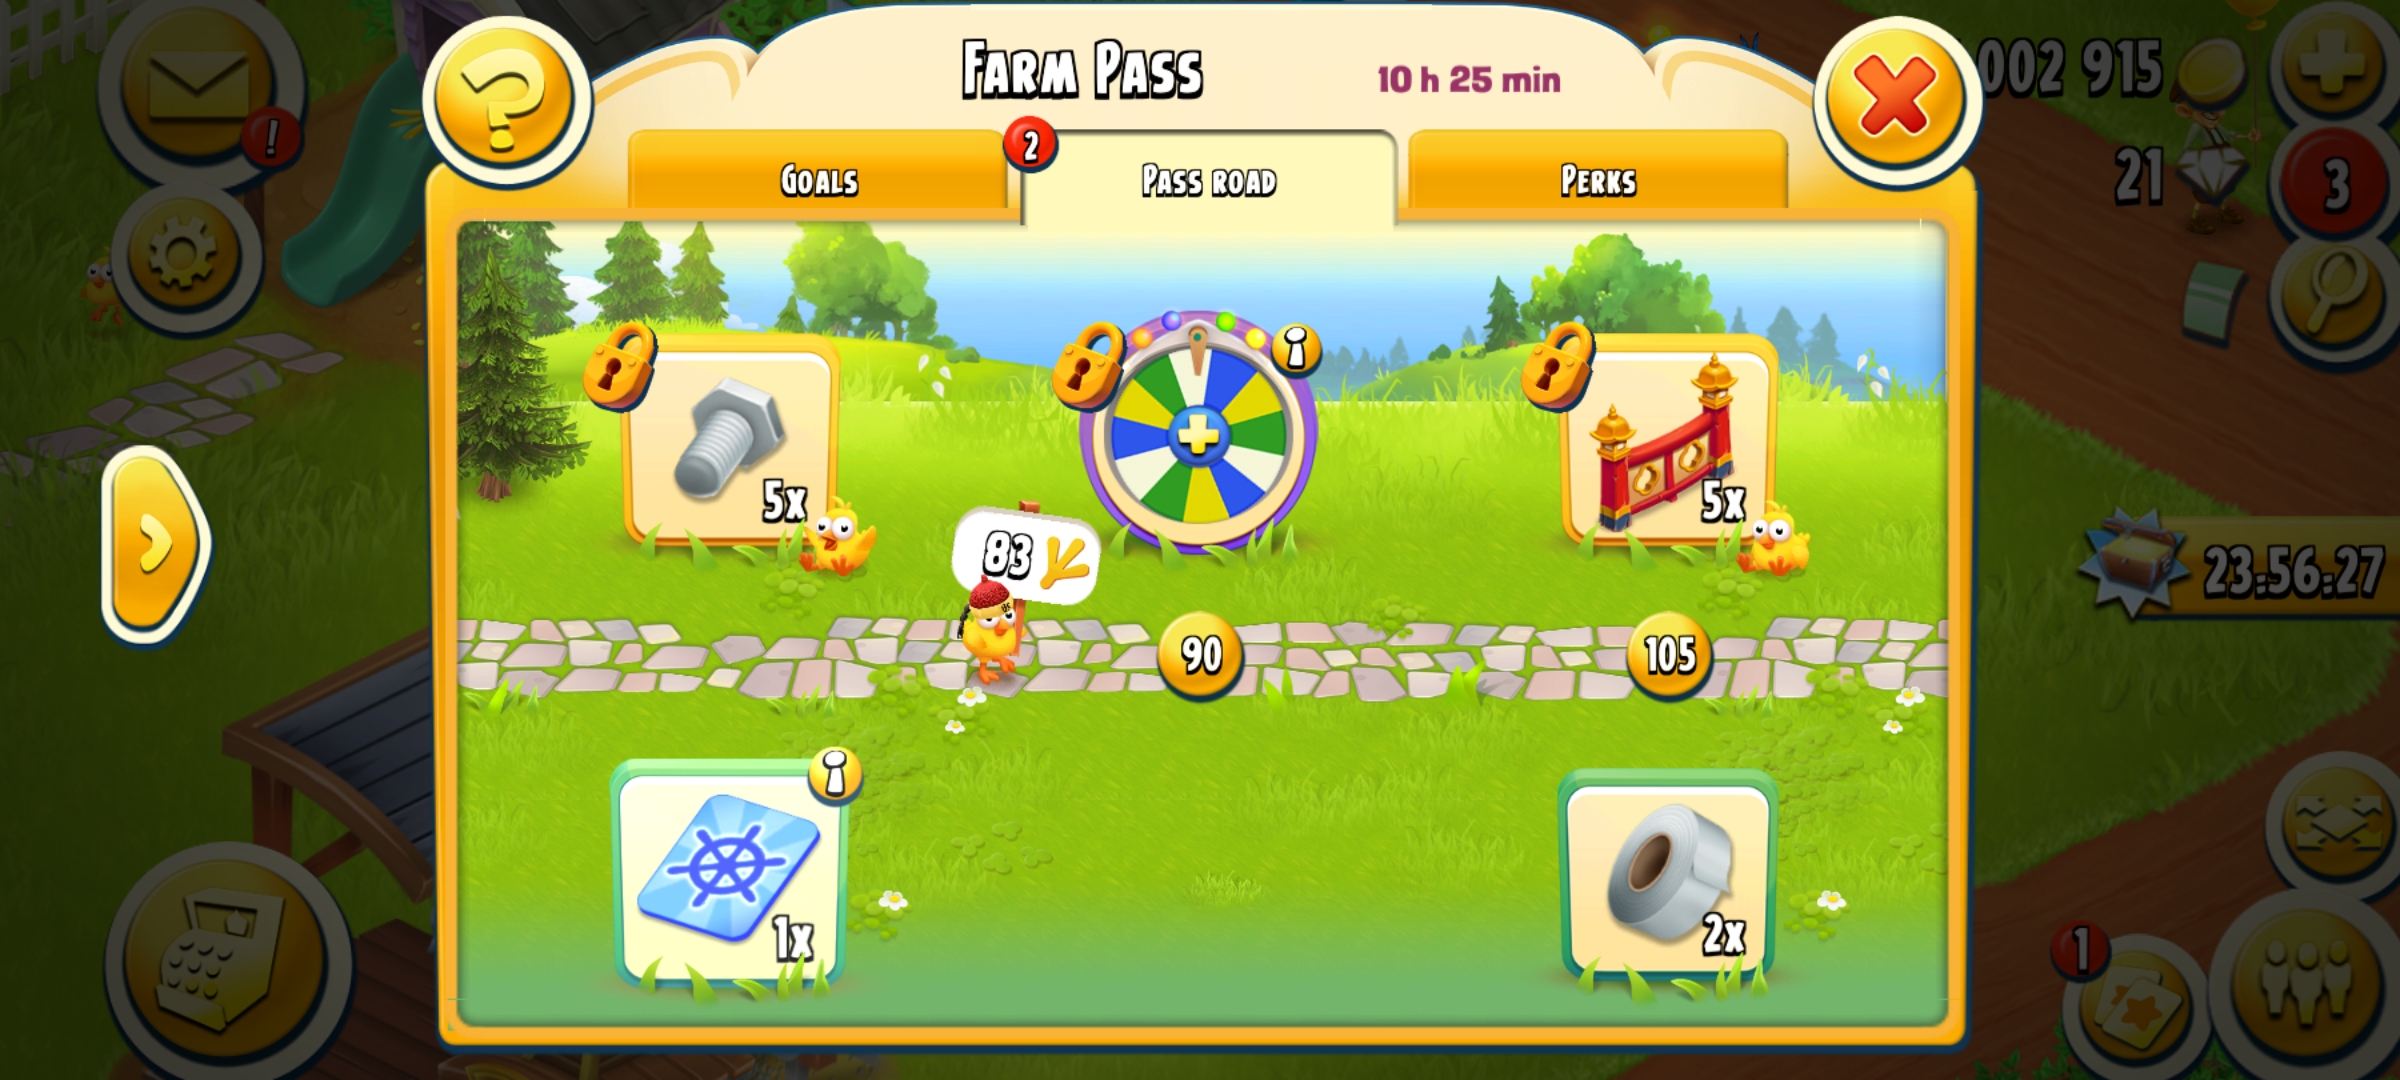 FARM PASS
10 h 25 min
002 915
!
2
GOALS
PASS ROAD
PERKS
21
3
5x
5x
83
23:56:27
90
105
1x
2x
1